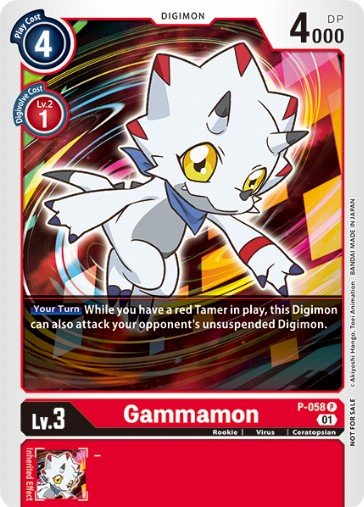 DIGIMON
Play Cost
4
DP
4000
Digivolve Cost
Lv.2
1
Your Turn While you have a red Tamer in play, this Digimon
can also attack your opponent's unsuspended Digimon.
© Akiyoshi Hongo, Toei Animation BANDAI MADE IN JAPAN
NOT FOR SALE
Lv.3
Gammamon
P-058 P
01
Rookie Virus Ceratopsian
Inherited Effect
-